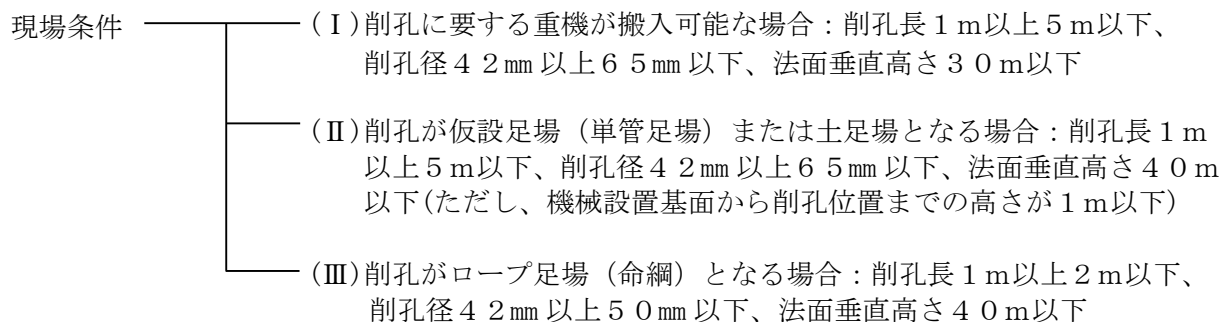 現場条件
(Ⅰ)削孔に要する重機が搬入可能な場合：削孔長１ｍ以上５ｍ以下、
削孔径４２㎜以上６５㎜以下、法面垂直高さ３０ｍ以下
(Ⅱ)削孔が仮設足場（単管足場）または土足場となる場合：削孔長１ｍ
以上５ｍ以下、削孔径４２㎜以上６５㎜以下、法面垂直高さ４０ｍ
以下(ただし、機械設置基面から削孔位置までの高さが１ｍ以下)
(Ⅲ)削孔がロープ足場（命綱）となる場合：削孔長１ｍ以上２ｍ以下、
削孔径４２㎜以上５０㎜以下、法面垂直高さ４０ｍ以下